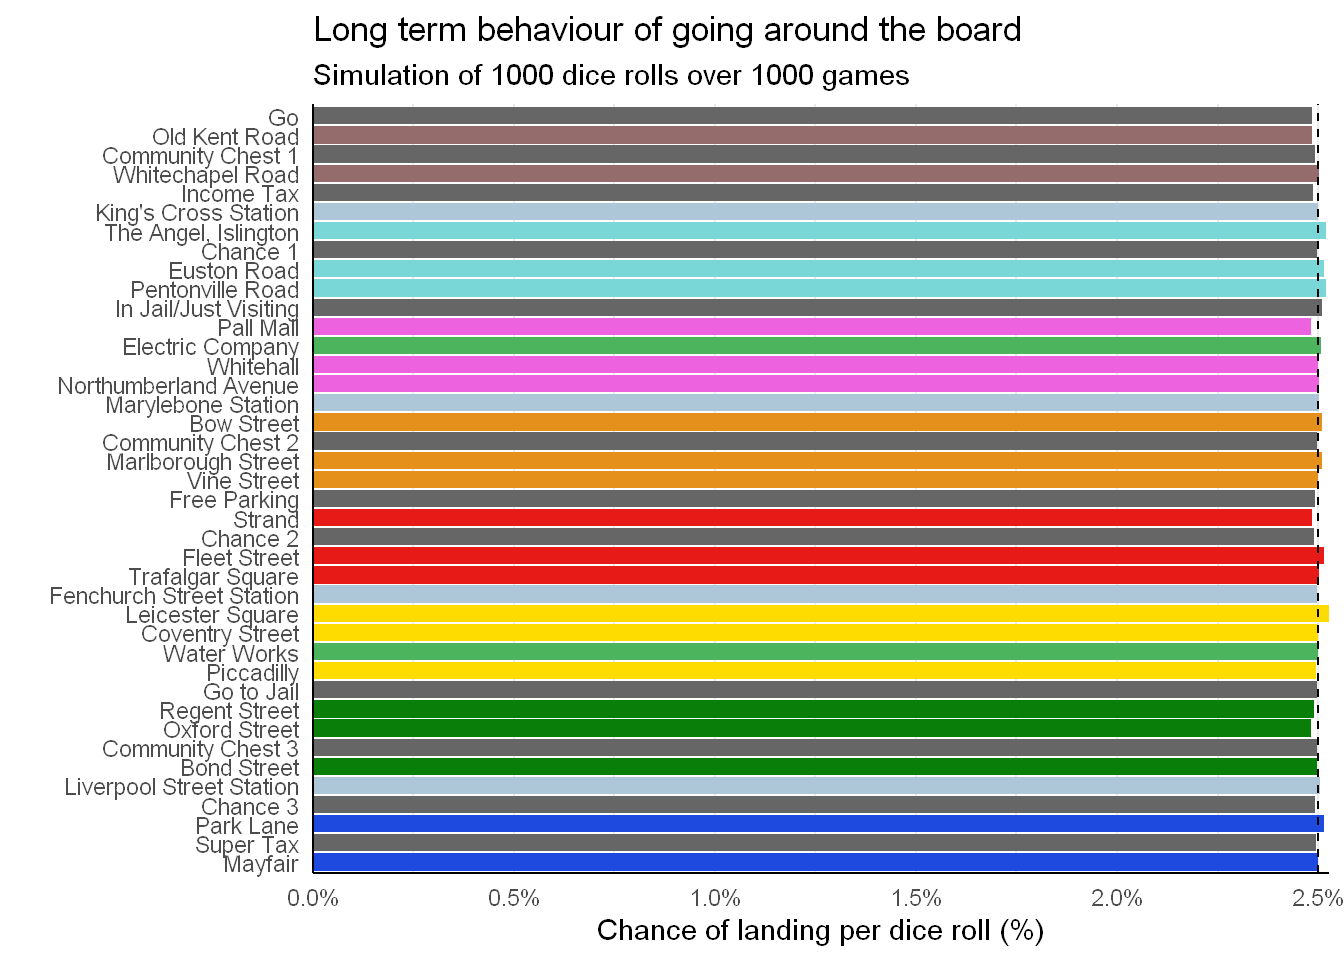 Long term behaviour of going around the board
Simulation of 1000 dice rolls over 1000 games
Go
Old Kent Road
Community Chest 1
Whitechapel Road
Income Tax
King's Cross Station
The Angel, Islington
Chance 1
Euston Road
Pentonville Road
In Jail/Just Visiting
Pall Mall
Electric Company
Whitehall
Northumberland Avenue
Marylebone Station
Bow Street
Community Chest 2
Marlborough Street
Vine Street
Free Parking
Strand
Chance 2
Fleet Street
Trafalgar Square
Fenchurch Street Station
Leicester Square
Coventry Street
Water Works
Piccadilly
Go to Jail
Regent Street
Oxford Street
Community Chest 3
Bond Street
Liverpool Street Station
Chance 3
Park Lane
Super Tax
Mayfair
0.0% 0.5% 1.0% 1.5% 2.0% 2.5%
Chance of landing per dice roll (%)